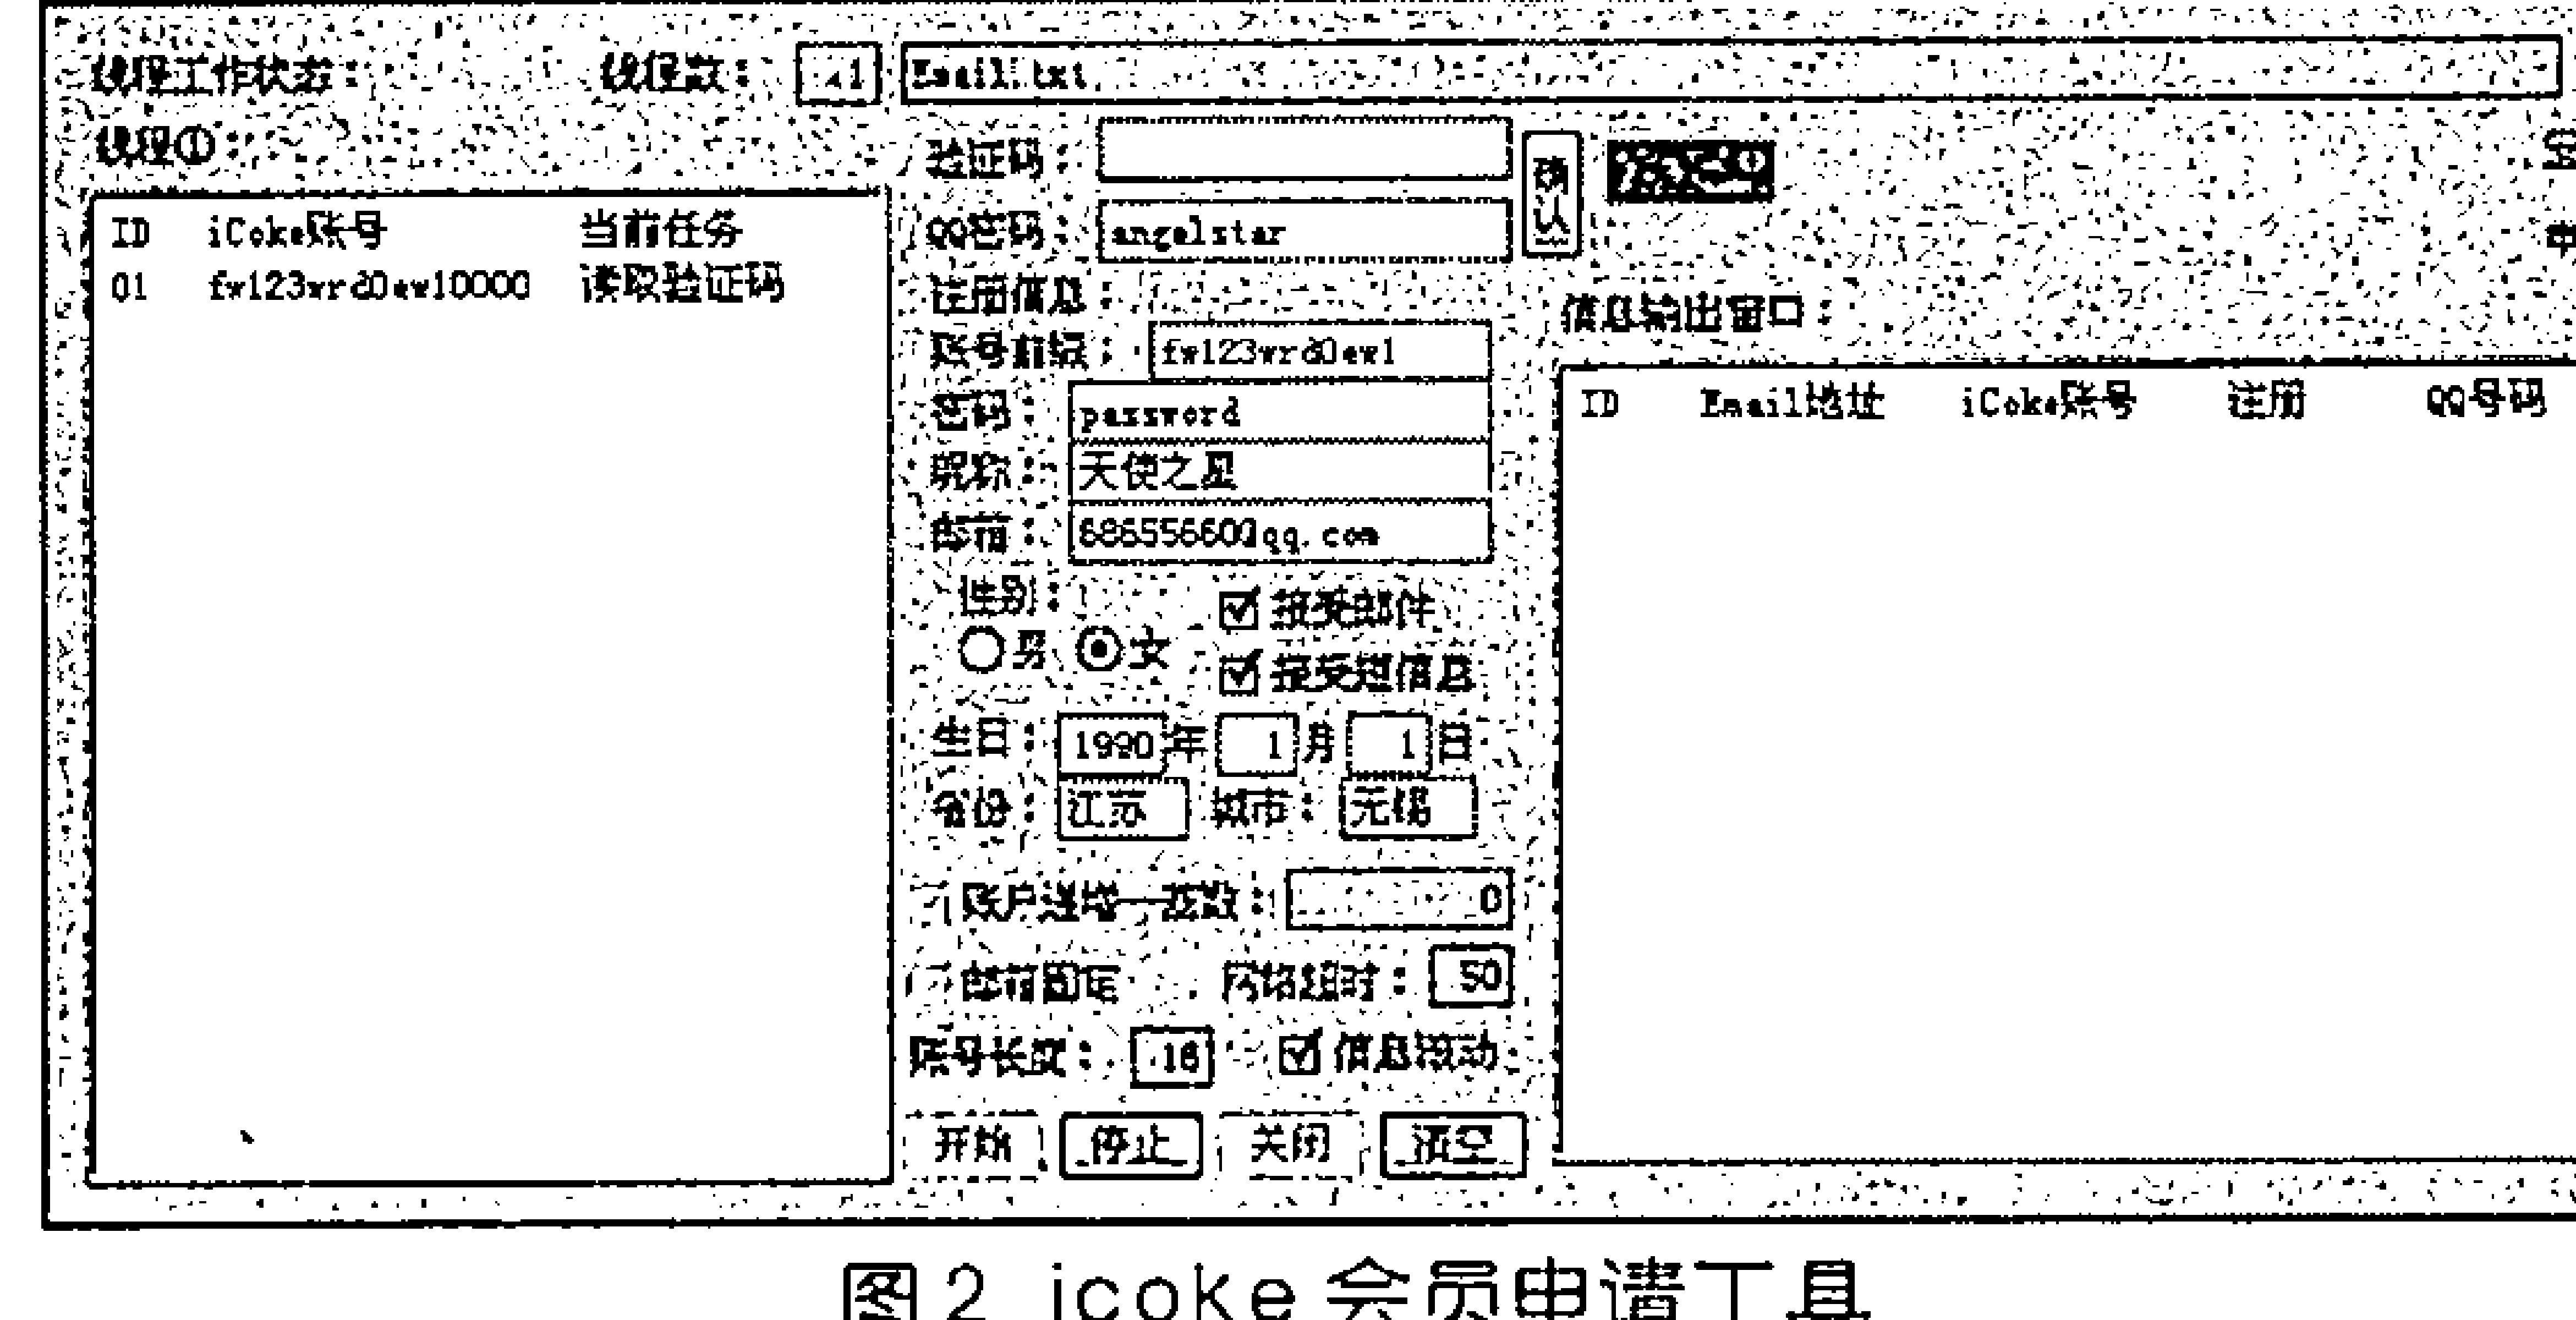 线程工作状态： 线程数： 1 Email.txt
线程①：
ID iCoke账号 当前任务
01 fw123wrd0ew10000 读取验证码
验证码： 确认
QQ密码： angelstar
注册信息：
账号前缀： fw123wrd0ew1
密码： password
昵称： 天使之星
邮箱： 68655660@qq.com
性别： 接受邮件
男 女 接受短信息
生日： 1990 年 1 月 1 日
省份： 江苏 城市： 无锡
账户递增一次数： 0
邮箱固定 网络超时： 50
账号长度： 16 信息滚动
开始 停止 关闭 清空
信息输出窗口：
ID Email地址 iCoke账号 注册 QQ号码
图2 icoke会员申请工具